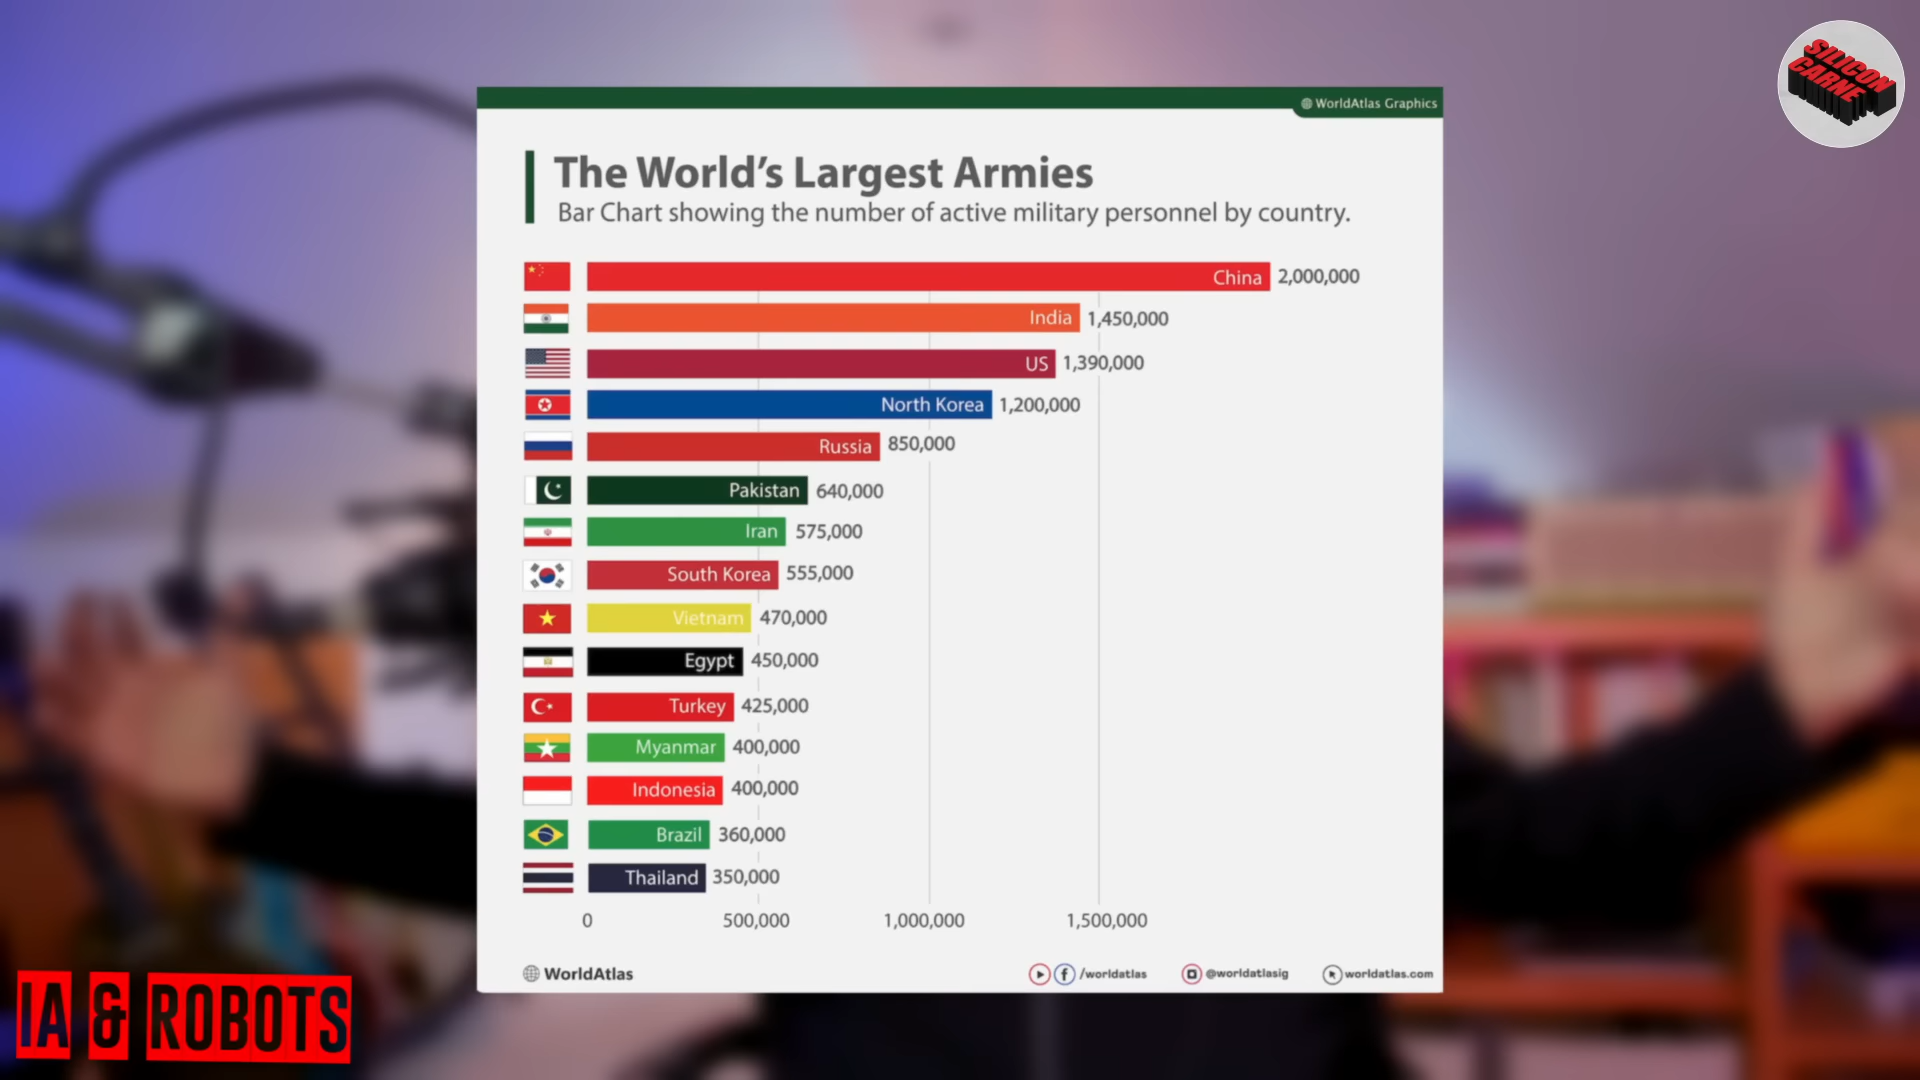 SILICON
CARNE
WorldAtlas Graphics
The World's Largest Armies
Bar Chart showing the number of active military personnel by country.
China 2,000,000
India 1,450,000
US 1,390,000
North Korea 1,200,000
Russia 850,000
Pakistan 640,000
Iran 575,000
South Korea 555,000
Vietnam 470,000
Egypt 450,000
Turkey 425,000
Myanmar 400,000
Indonesia 400,000
Brazil 360,000
Thailand 350,000
0 500,000 1,000,000 1,500,000
WorldAtlas /worldatlas @worldatlasig worldatlas.com
IA & ROBOTS